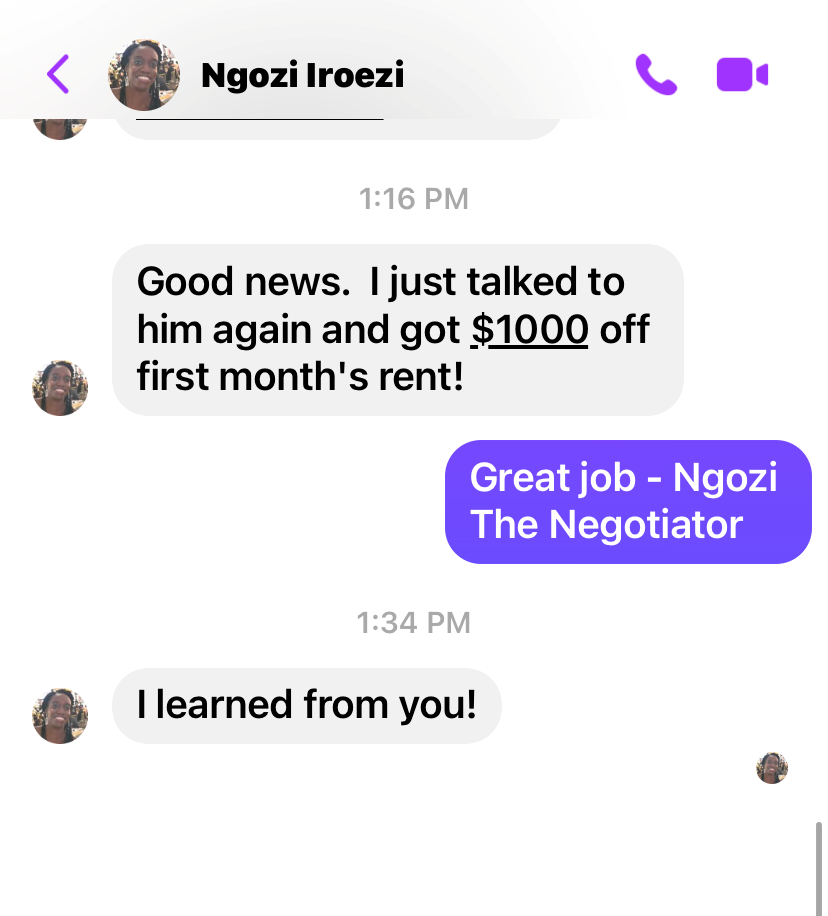 Ngozi Iroezi
1:16 PM
Good news.  I just talked to
him again and got $1000 off
first month's rent!
Great job - Ngozi
The Negotiator
1:34 PM
I learned from you!